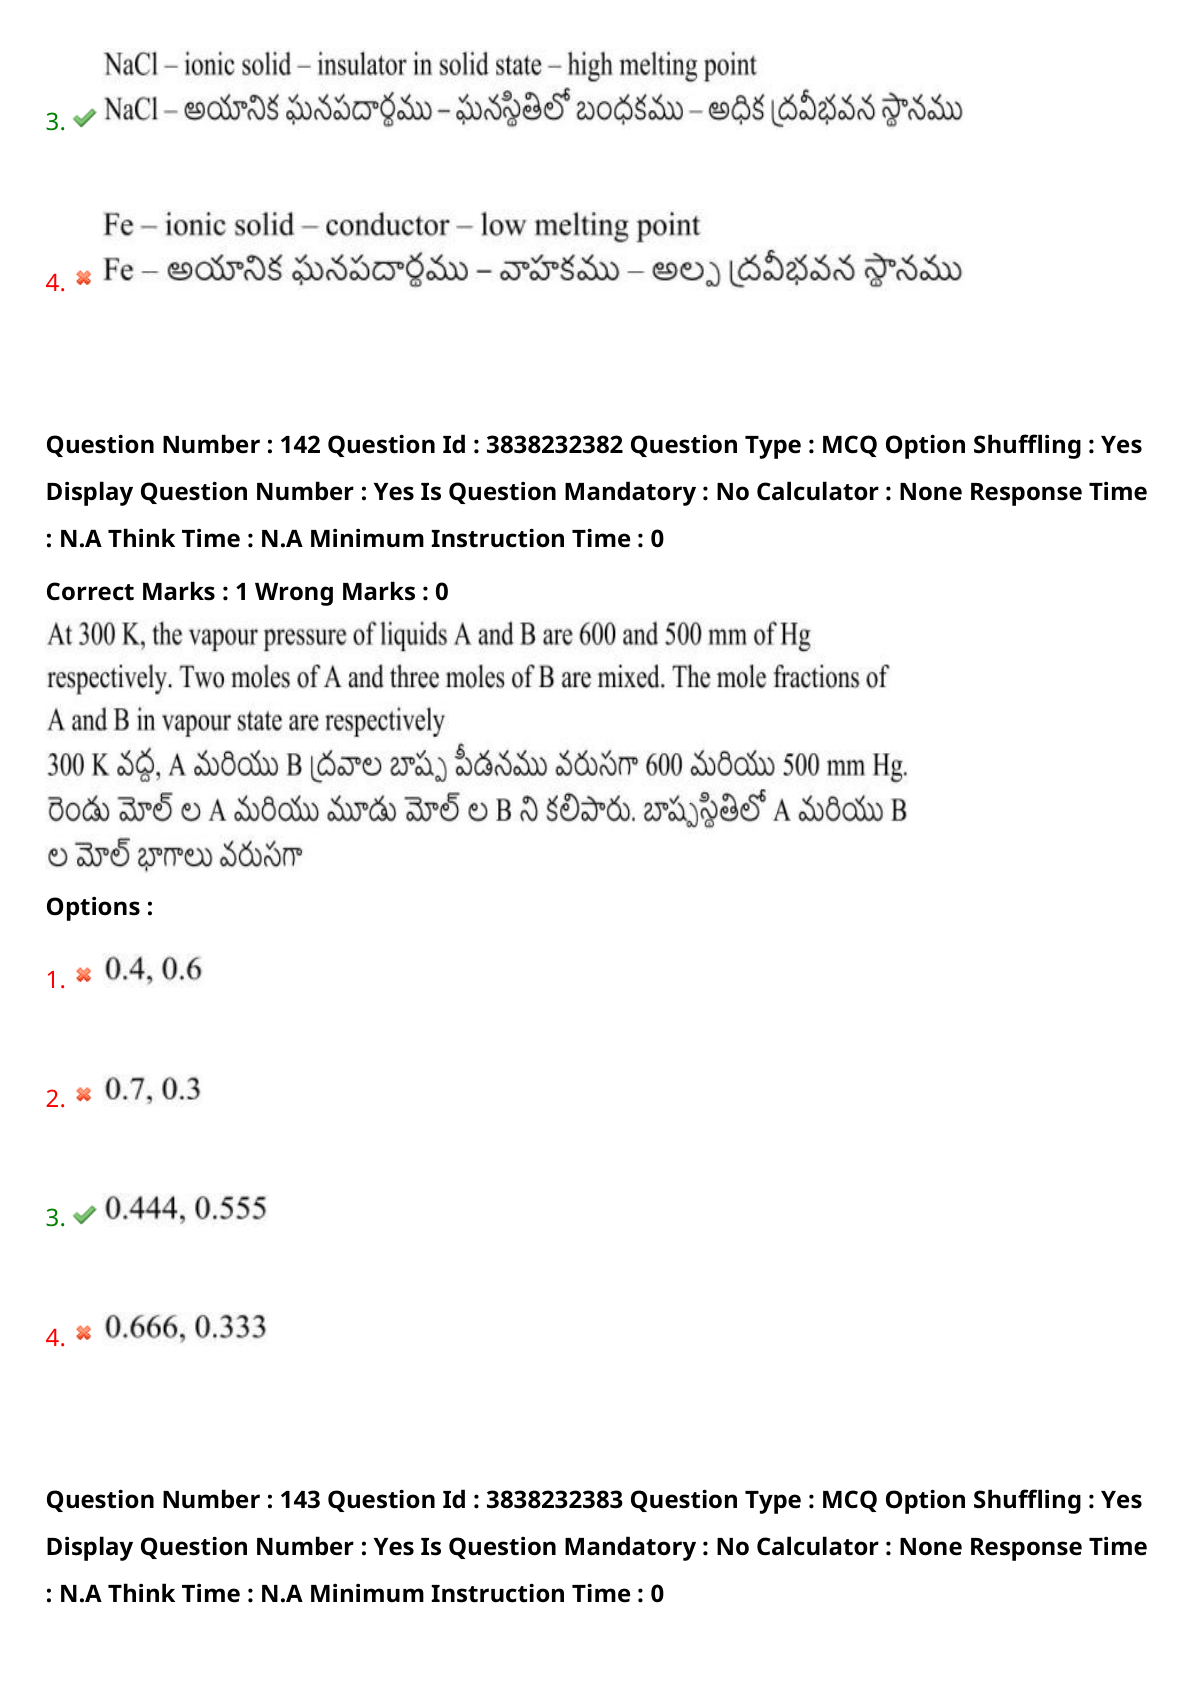 NaCl – ionic solid – insulator in solid state – high melting point
3. NaCl – అయానిక ఘనపదార్థము – ఘనస్థితిలో బంధకము – అధిక ద్రవీభవన స్థానము
Fe – ionic solid – conductor – low melting point
4. Fe – అయానిక ఘనపదార్థము – వాహకము – అల్ప ద్రవీభవన స్థానము
Question Number : 142 Question Id : 3838232382 Question Type : MCQ Option Shuffling : Yes
Display Question Number : Yes Is Question Mandatory : No Calculator : None Response Time
: N.A Think Time : N.A Minimum Instruction Time : 0
Correct Marks : 1 Wrong Marks : 0
At 300 K, the vapour pressure of liquids A and B are 600 and 500 mm of Hg
respectively. Two moles of A and three moles of B are mixed. The mole fractions of
A and B in vapour state are respectively
300 K వద్ద, A మరియు B ద్రవాల బాష్ప పీడనము వరుసగా 600 మరియు 500 mm Hg.
రెండు మోల్ ల A మరియు మూడు మోల్ ల B ని కలిపారు. బాష్పస్థితిలో A మరియు B
ల మోల్ భాగాలు వరుసగా
Options :
1. 0.4, 0.6
2. 0.7, 0.3
3. 0.444, 0.555
4. 0.666, 0.333
Question Number : 143 Question Id : 3838232383 Question Type : MCQ Option Shuffling : Yes
Display Question Number : Yes Is Question Mandatory : No Calculator : None Response Time
: N.A Think Time : N.A Minimum Instruction Time : 0